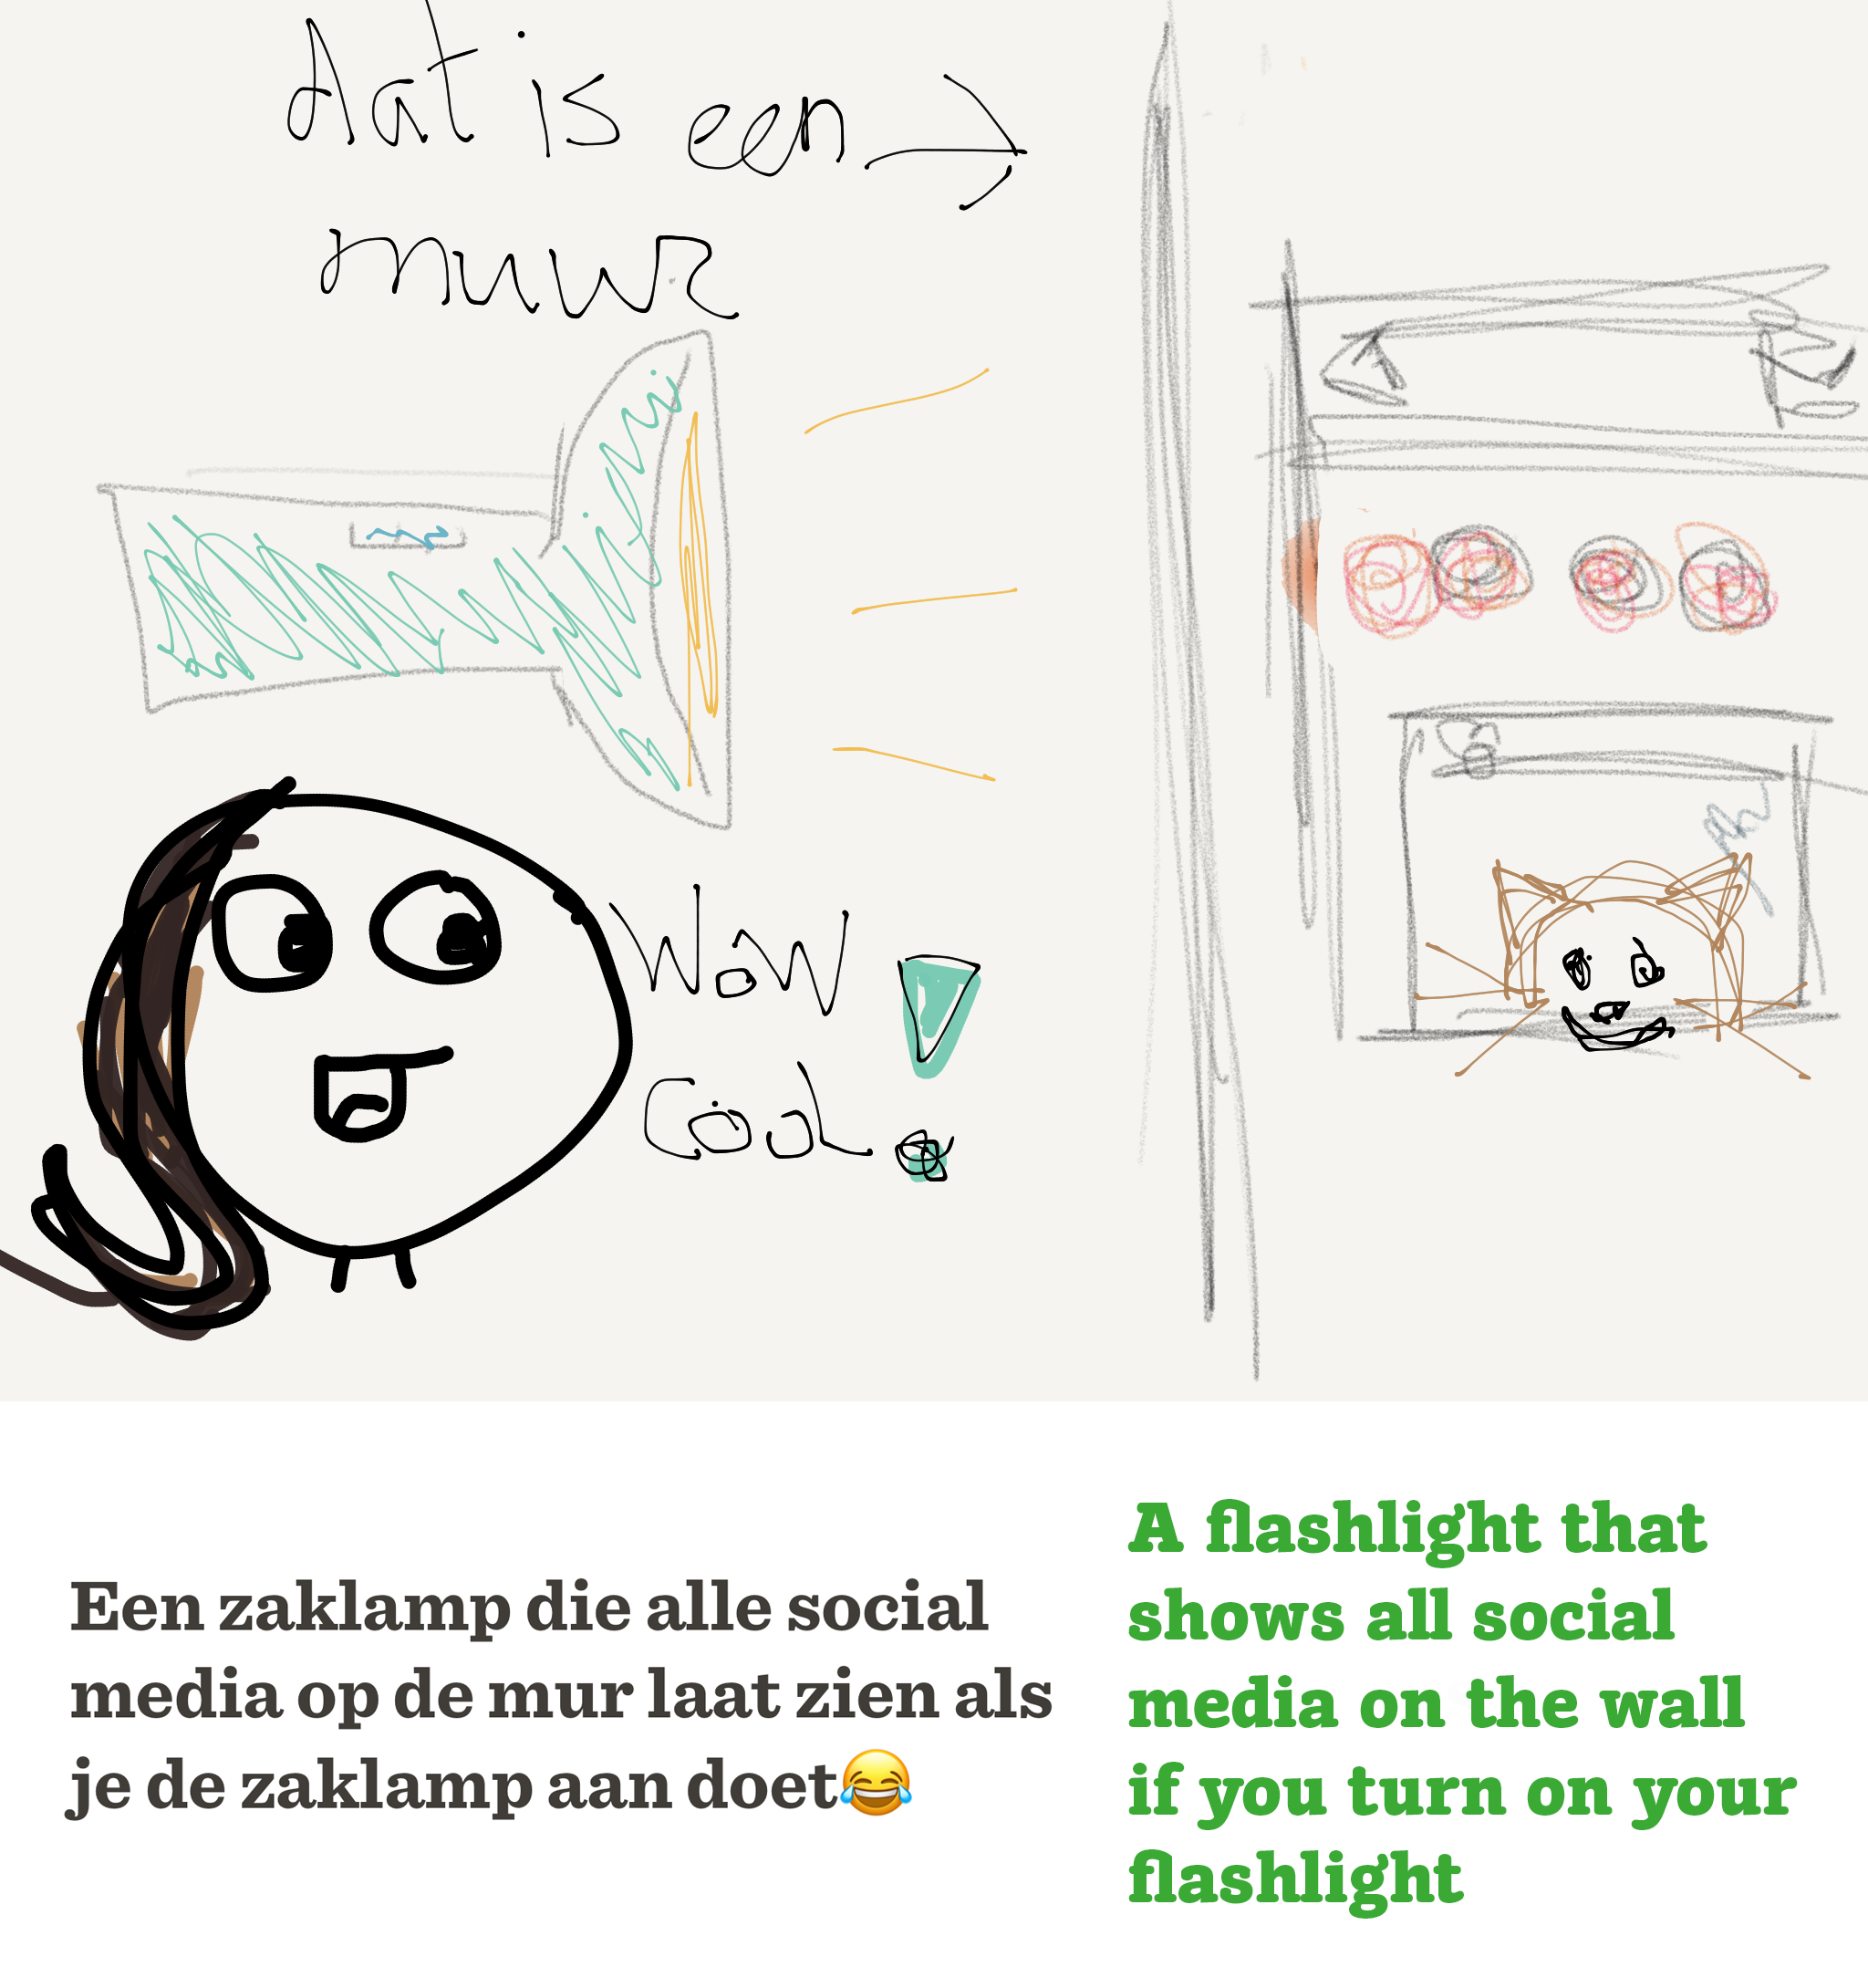 dat is een →
muur
Wow
Cool
Een zaklamp die alle social
media op de mur laat zien als
je de zaklamp aan doet😂
A flashlight that
shows all social
media on the wall
if you turn on your
flashlight